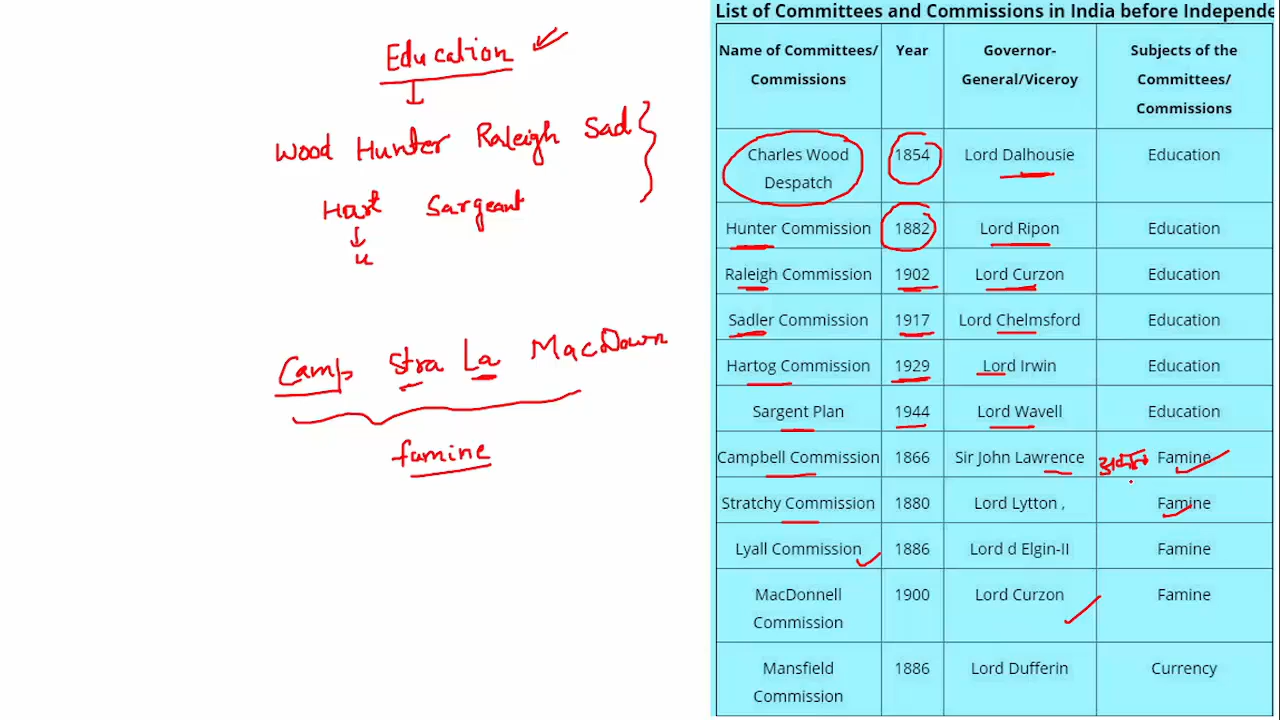 Education
Wood Hunter Raleigh Sad
Hart Sargeant
u
Camp Stra La MacDown
famine
List of Committees and Commissions in India before Independe
Name of Committees/ Commissions Year Governor-General/Viceroy Subjects of the Committees/ Commissions
Charles Wood Despatch 1854 Lord Dalhousie Education
Hunter Commission 1882 Lord Ripon Education
Raleigh Commission 1902 Lord Curzon Education
Sadler Commission 1917 Lord Chelmsford Education
Hartog Commission 1929 Lord Irwin Education
Sargent Plan 1944 Lord Wavell Education
Campbell Commission 1866 Sir John Lawrence Famine
Stratchy Commission 1880 Lord Lytton , Famine
Lyall Commission 1886 Lord d Elgin-II Famine
MacDonnell Commission 1900 Lord Curzon Famine
Mansfield Commission 1886 Lord Dufferin Currency